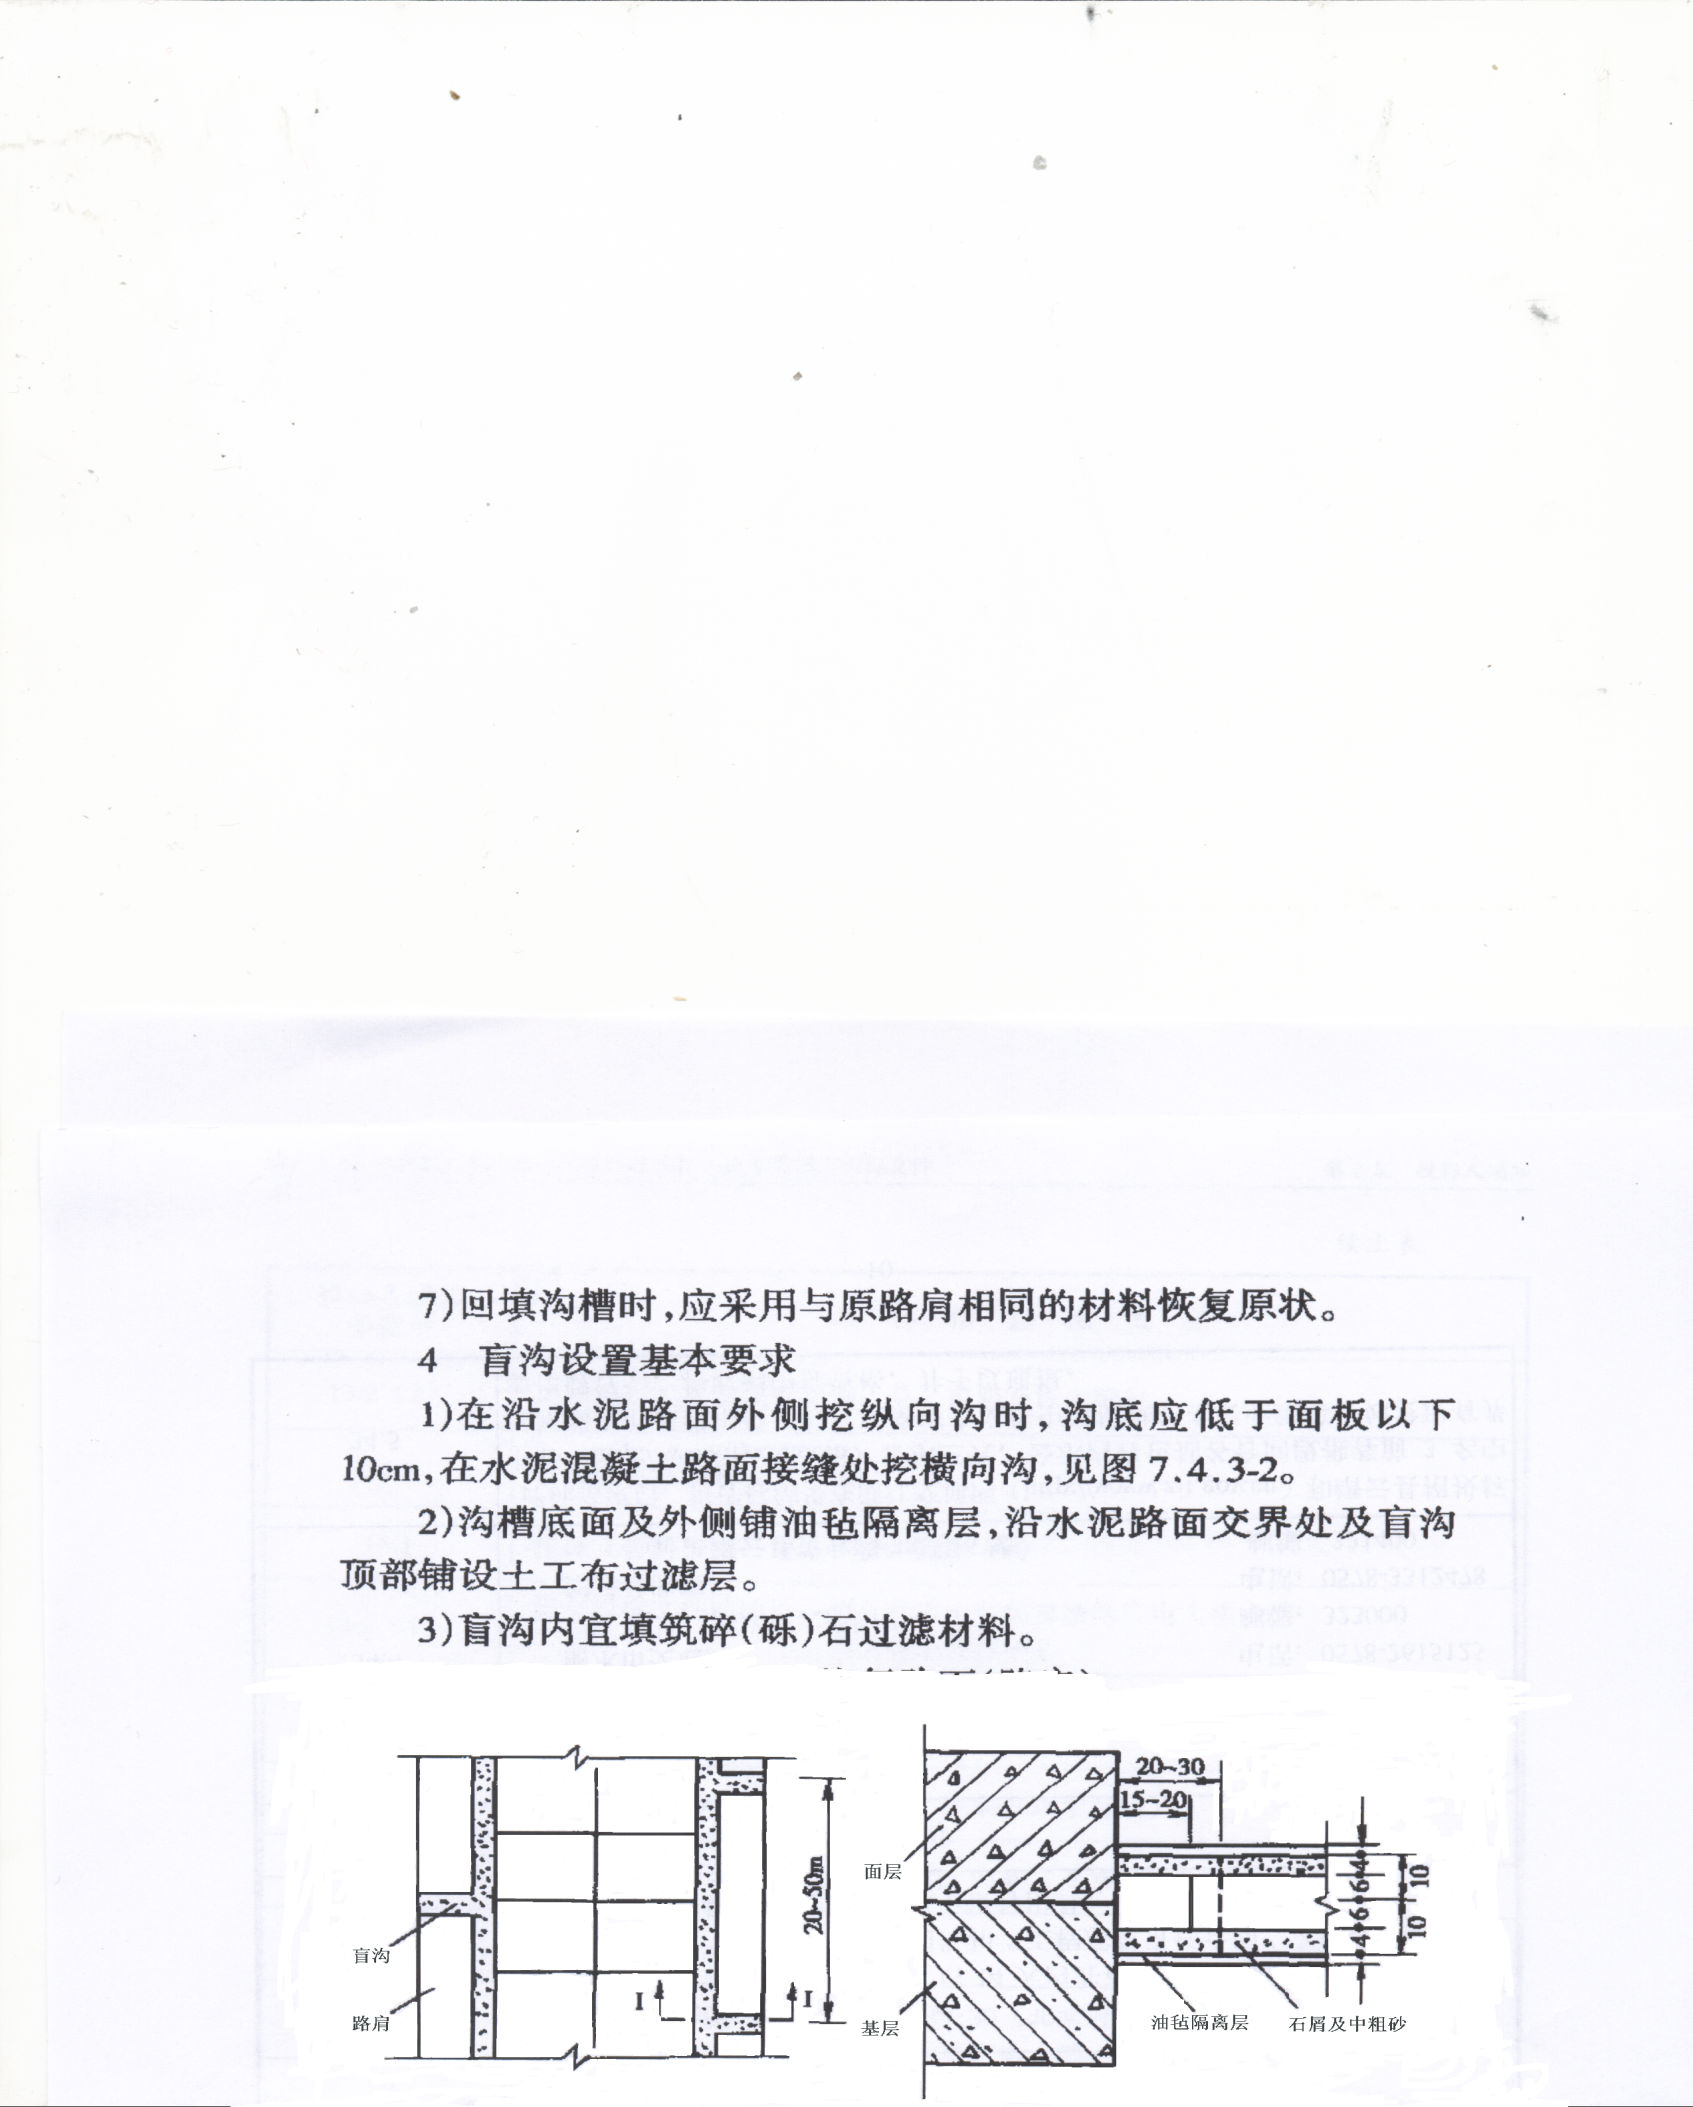 7)回填沟槽时,应采用与原路肩相同的材料恢复原状。
4 盲沟设置基本要求
1)在沿水泥路面外侧挖纵向沟时,沟底应低于面板以下
10cm,在水泥混凝土路面接缝处挖横向沟,见图 7.4.3-2。
2)沟槽底面及外侧铺油毡隔离层,沿水泥路面交界处及盲沟
顶部铺设土工布过滤层。
3)盲沟内宜填筑碎(砾)石过滤材料。
20~50m
盲沟
路肩
I
I
面层
基层
20~30
15~20
4
6
6
4
10
10
油毡隔离层
石屑及中粗砂